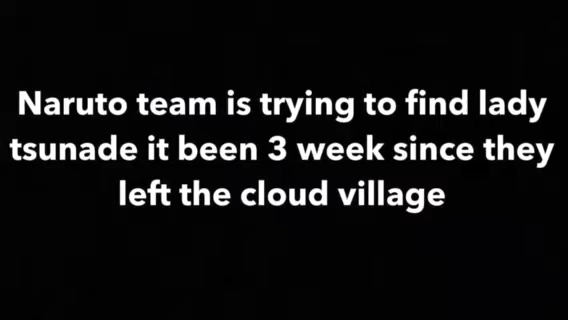 Naruto team is trying to find lady
tsunade it been 3 week since they
left the cloud village